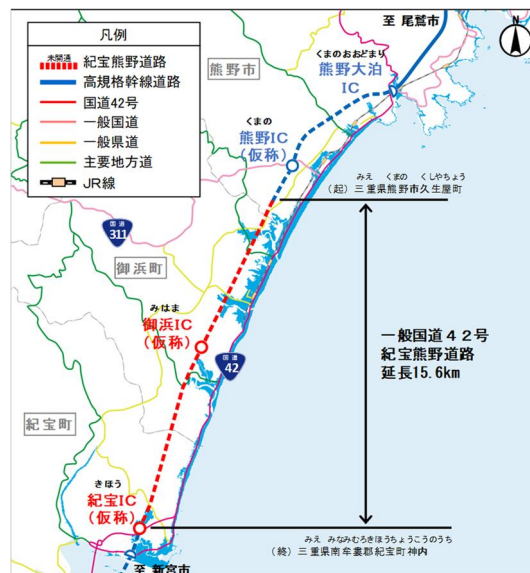 凡例
未開通
紀宝熊野道路
高規格幹線道路
国道42号
一般国道
一般県道
主要地方道
JR線
至 尾鷲市
N
熊野市
くまのおおどまり
熊野大泊
IC
くまの
熊野IC
(仮称)
みえ くまの くしやちょう
(起)三重県熊野市久生屋町
国道
311
御浜町
みはま
御浜IC
(仮称)
国道
42
一般国道42号
紀宝熊野道路
延長15.6km
紀宝町
きほう
紀宝IC
(仮称)
みえ みなみむろきほうちょうこうのうち
(終)三重県南牟婁郡紀宝町神内
至 新宮市